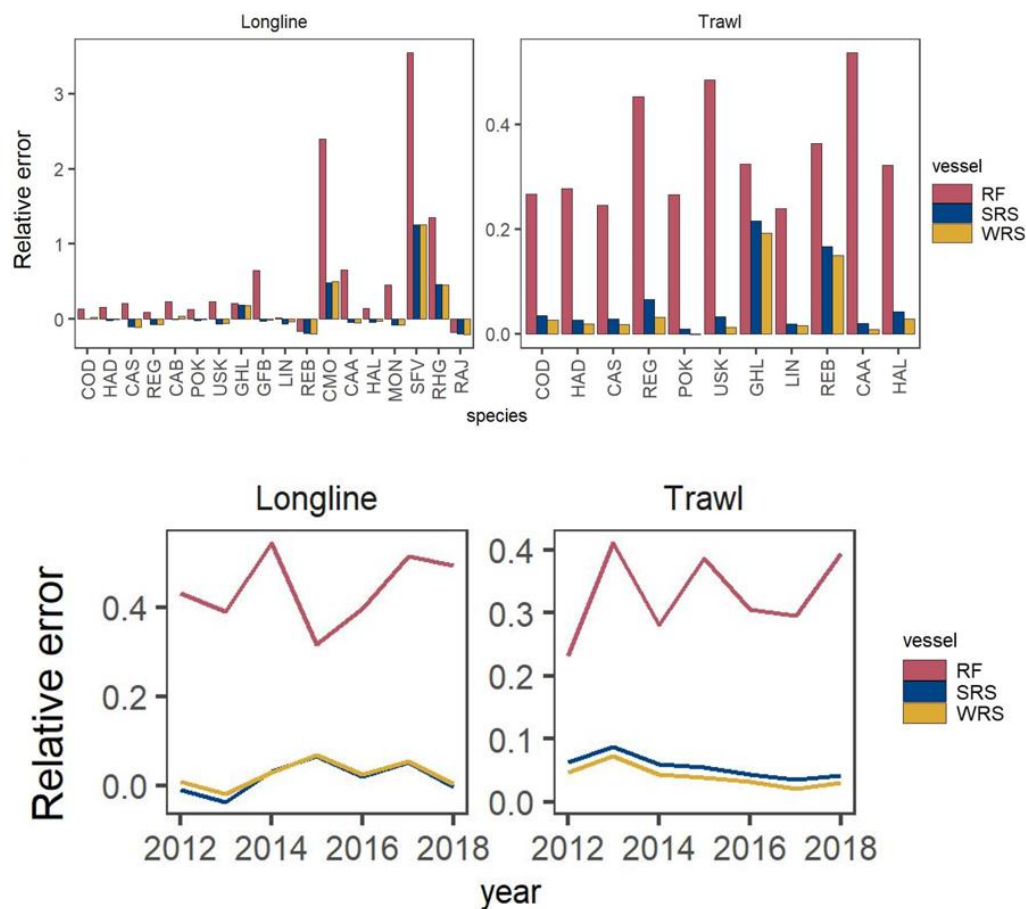 Longline
Trawl
Relative error
3
2
1
0
0.4
0.2
0.0
COD HAD CAS REG CAB POK USK GHL GFB LIN REB CMO CAA HAL MON SFV RHG RAJ
COD HAD CAS REG POK USK GHL LIN REB CAA HAL
species
vessel
RF
SRS
WRS
Longline
Trawl
Relative error
0.4
0.2
0.0
0.4
0.3
0.2
0.1
0.0
2012 2014 2016 2018
2012 2014 2016 2018
year
vessel
RF
SRS
WRS